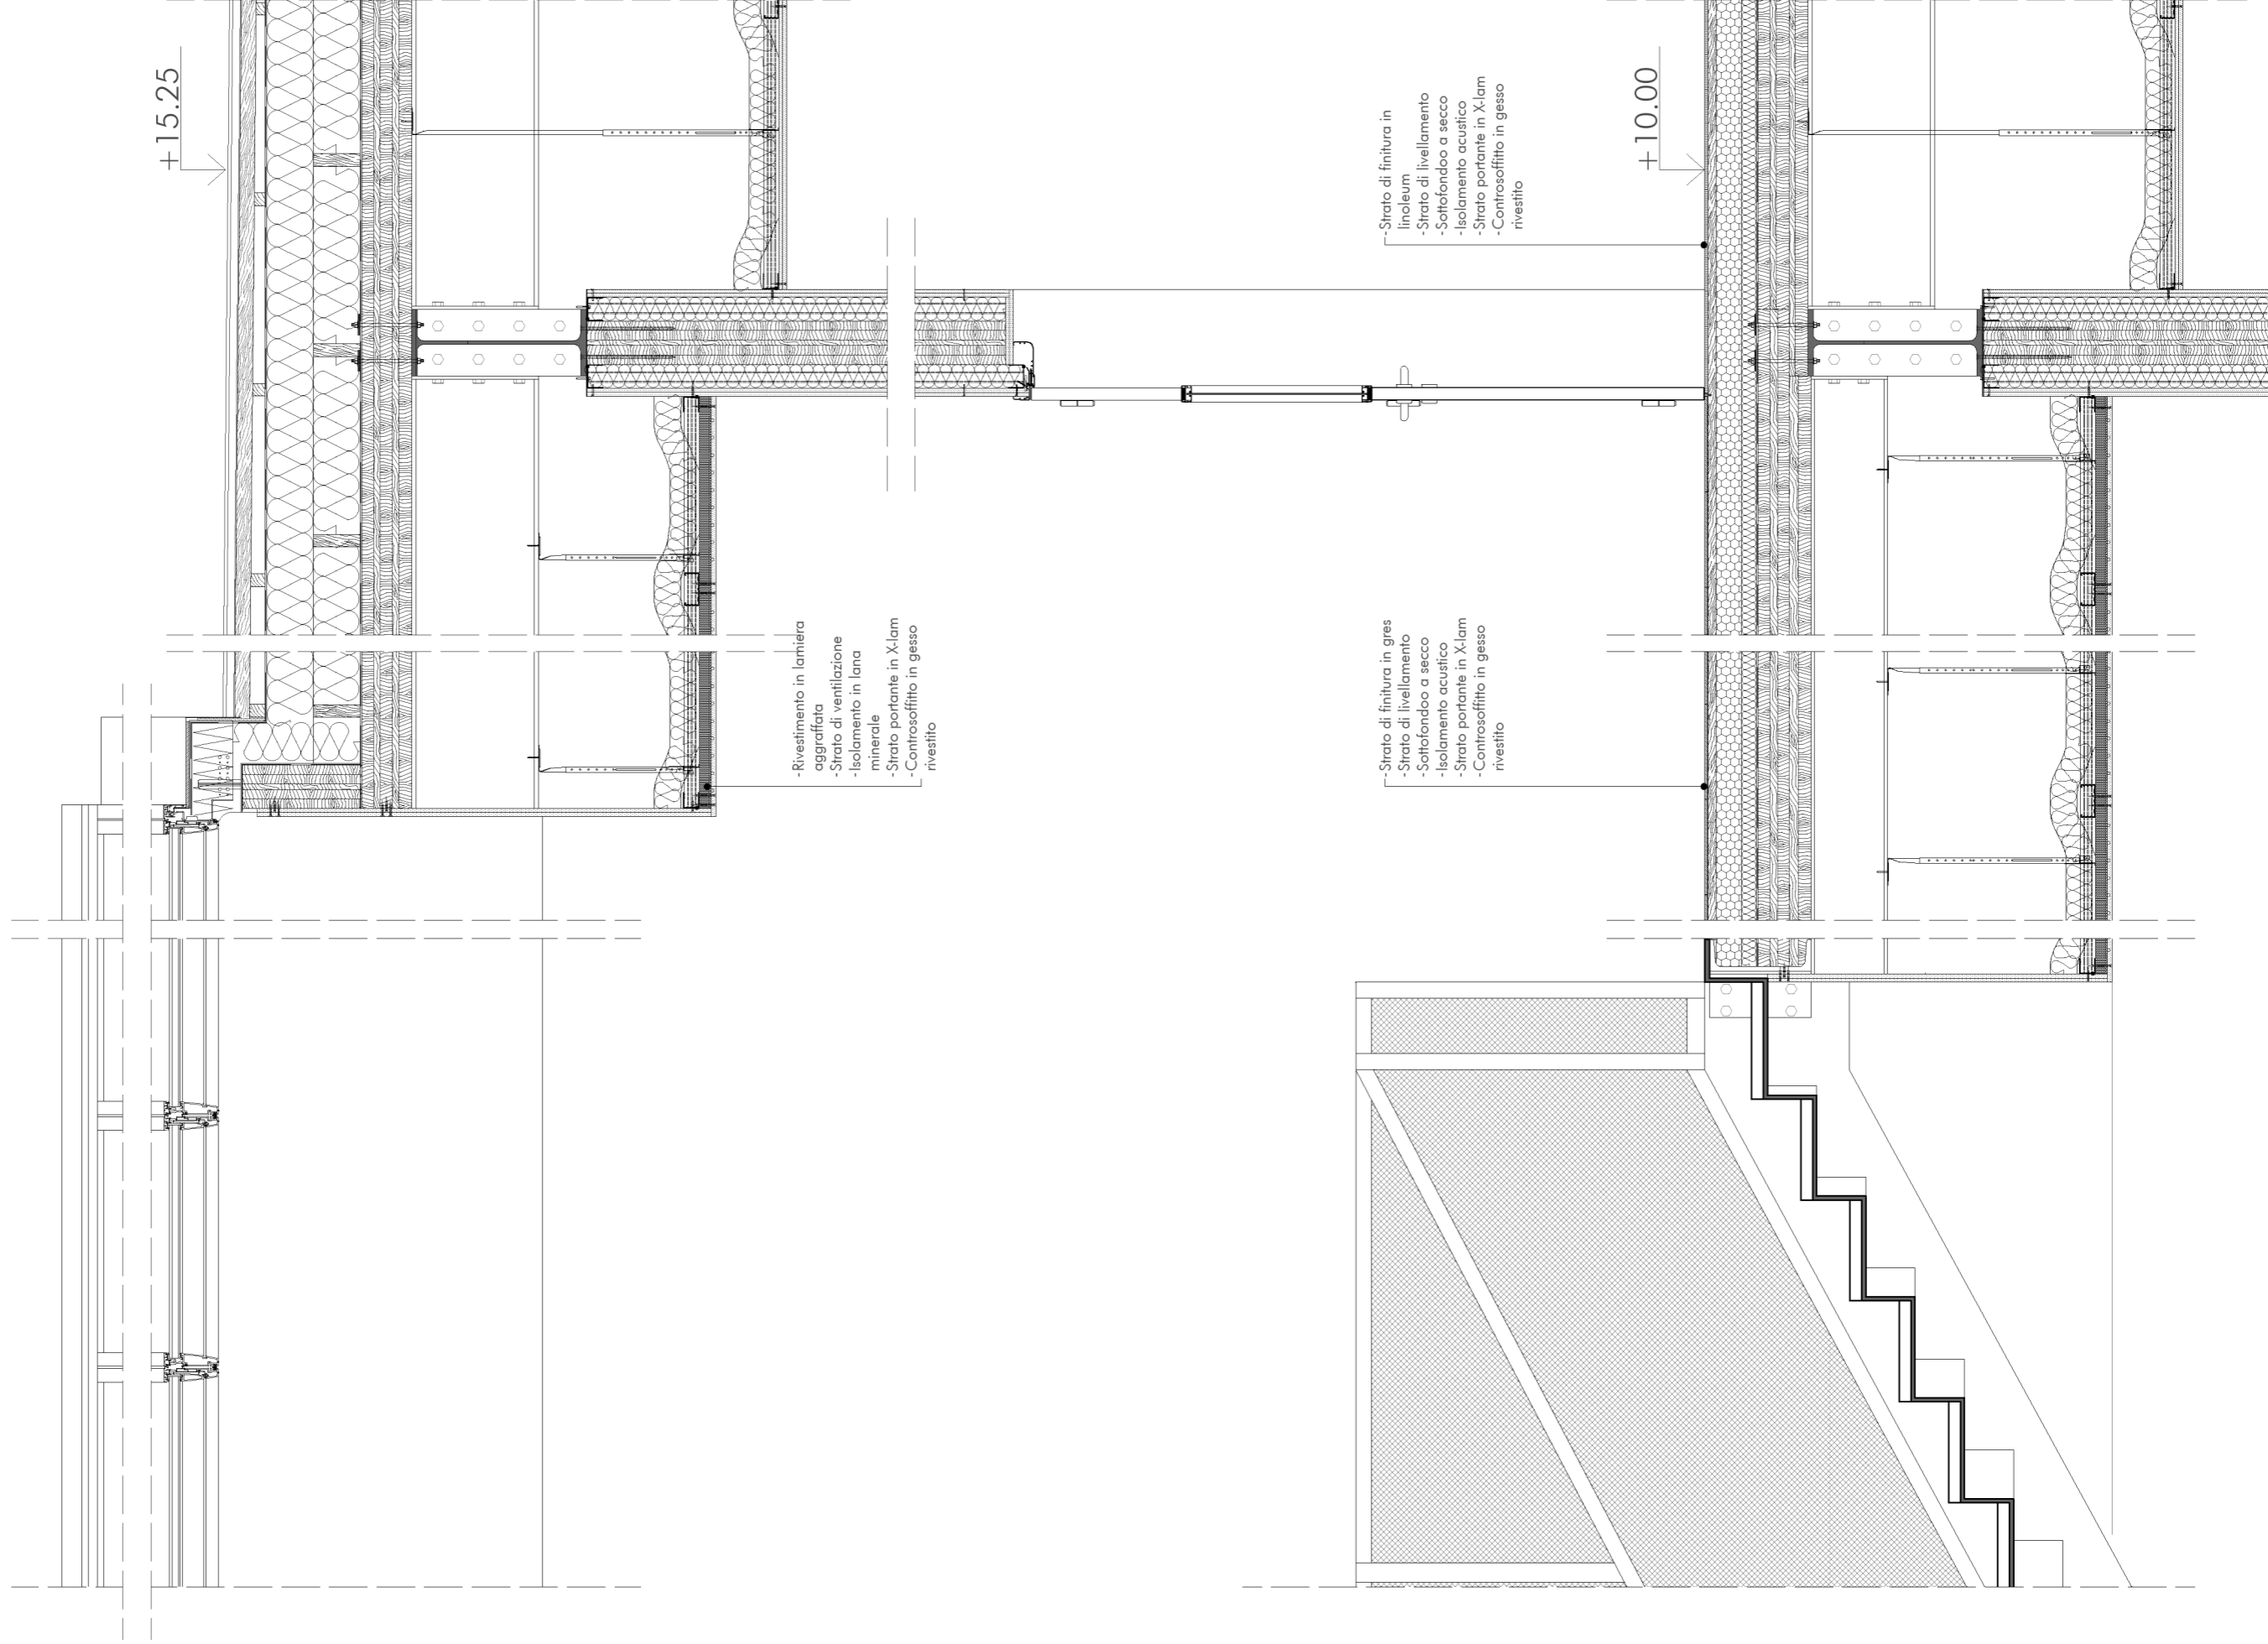 +15.25
-Rivestimento in lamiera
aggraffata
-Strato di ventilazione
-Isolamento in lana
minerale
-Strato portante in X-lam
-Controsoffitto in gesso
rivestito
+10.00
-Strato di finitura in
linoleum
-Strato di livellamento
-Sottofondoo a secco
-Isolamento acustico
-Strato portante in X-lam
-Controsoffitto in gesso
rivestito
-Strato di finitura in gres
-Strato di livellamento
-Sottofondoo a secco
-Isolamento acustico
-Strato portante in X-lam
-Controsoffitto in gesso
rivestito